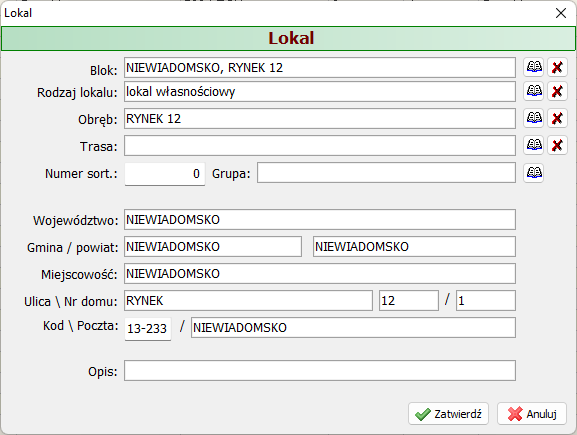 Lokal
Lokal
Blok: NIEWIADOMSKO, RYNEK 12
Rodzaj lokalu: lokal własnościowy
Obręb: RYNEK 12
Trasa:
Numer sort.: 0 Grupa:
Województwo: NIEWIADOMSKO
Gmina / powiat: NIEWIADOMSKO NIEWIADOMSKO
Miejscowość: NIEWIADOMSKO
Ulica \ Nr domu: RYNEK 12 / 1
Kod \ Poczta: 13-233 / NIEWIADOMSKO
Opis:
Zatwierdź Anuluj